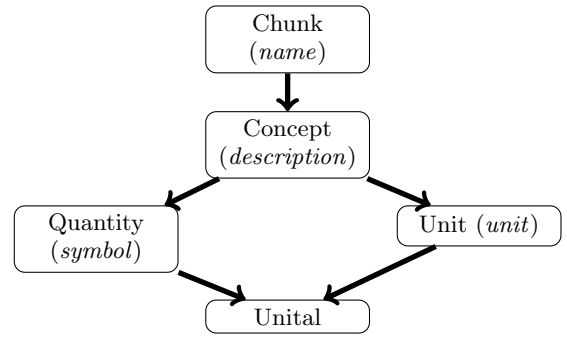 Chunk
(name)
Concept
(description)
Quantity
(symbol)
Unit (unit)
Unital